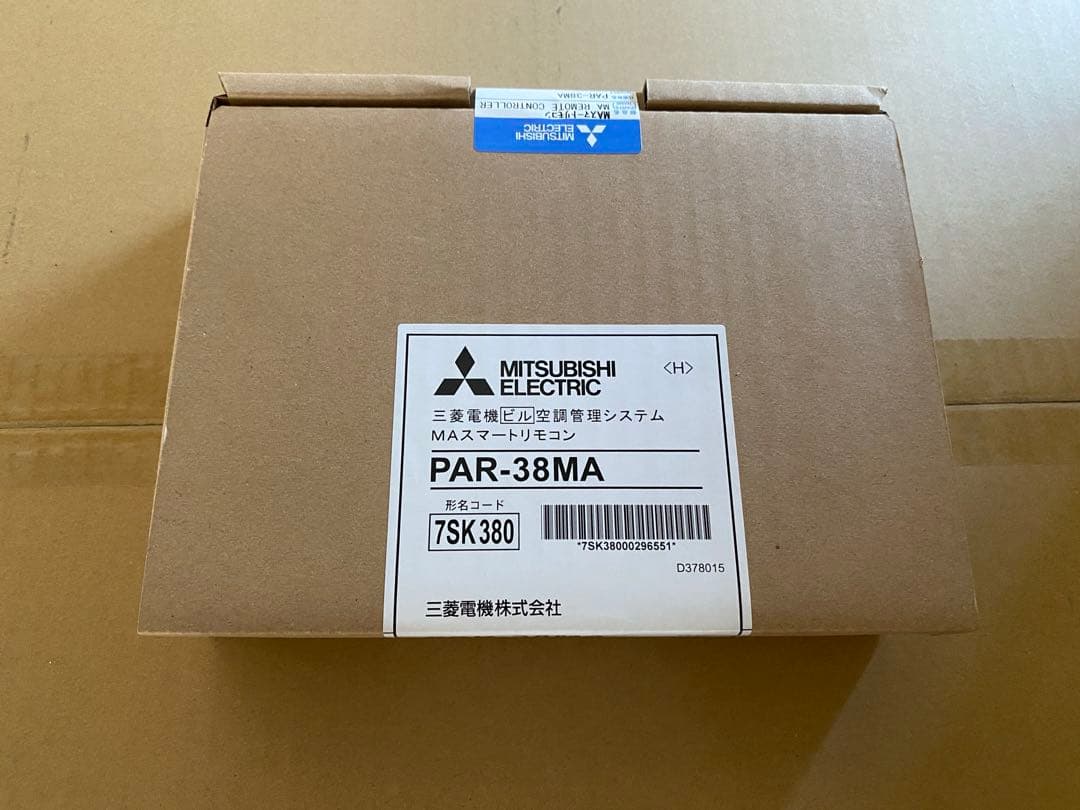 MITSUBISHI
ELECTRIC
MAスマートリモコン
MA REMOTE CONTROLLER
PAR-38MA
MITSUBISHI
ELECTRIC
<H>
三菱電機ビル空調管理システム
MAスマートリモコン
PAR-38MA
形名コード
7SK380
*7SK38000296551*
D378015
三菱電機株式会社